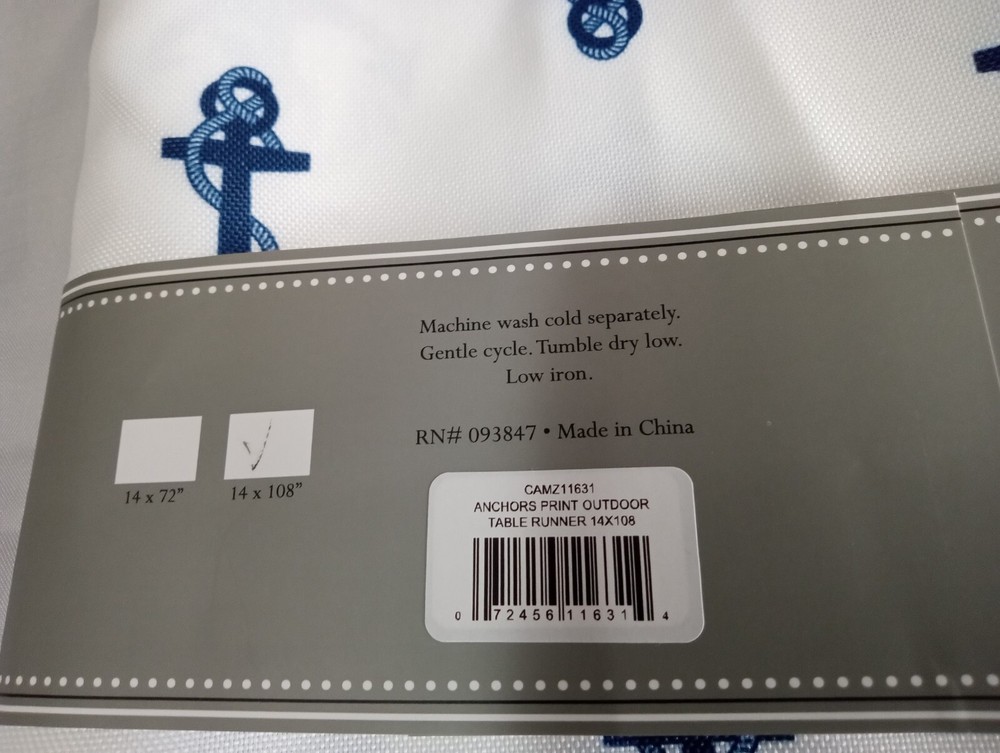 Machine wash cold separately.
Gentle cycle. Tumble dry low.
Low iron.
RN# 093847 • Made in China
14 x 72”
14 x 108”
CAMZ11631
ANCHORS PRINT OUTDOOR
TABLE RUNNER 14X108
0 72456 11631 4